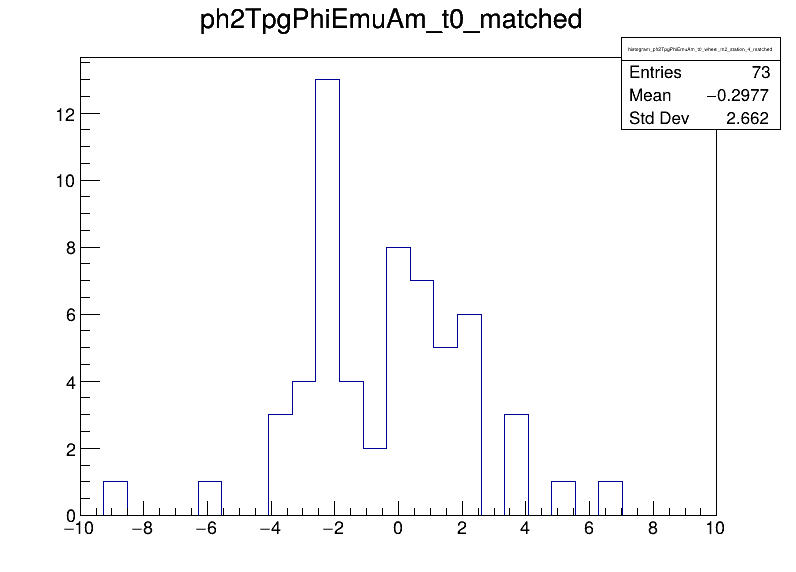 ph2TpgPhiEmuAm_t0_matched
histogram_ph2TpgPhiEmuAm_t0_wheel_m2_station_4_matched
Entries 73
Mean −0.2977
Std Dev 2.662
12
10
8
6
4
2
0
−10 −8 −6 −4 −2 0 2 4 6 8 10